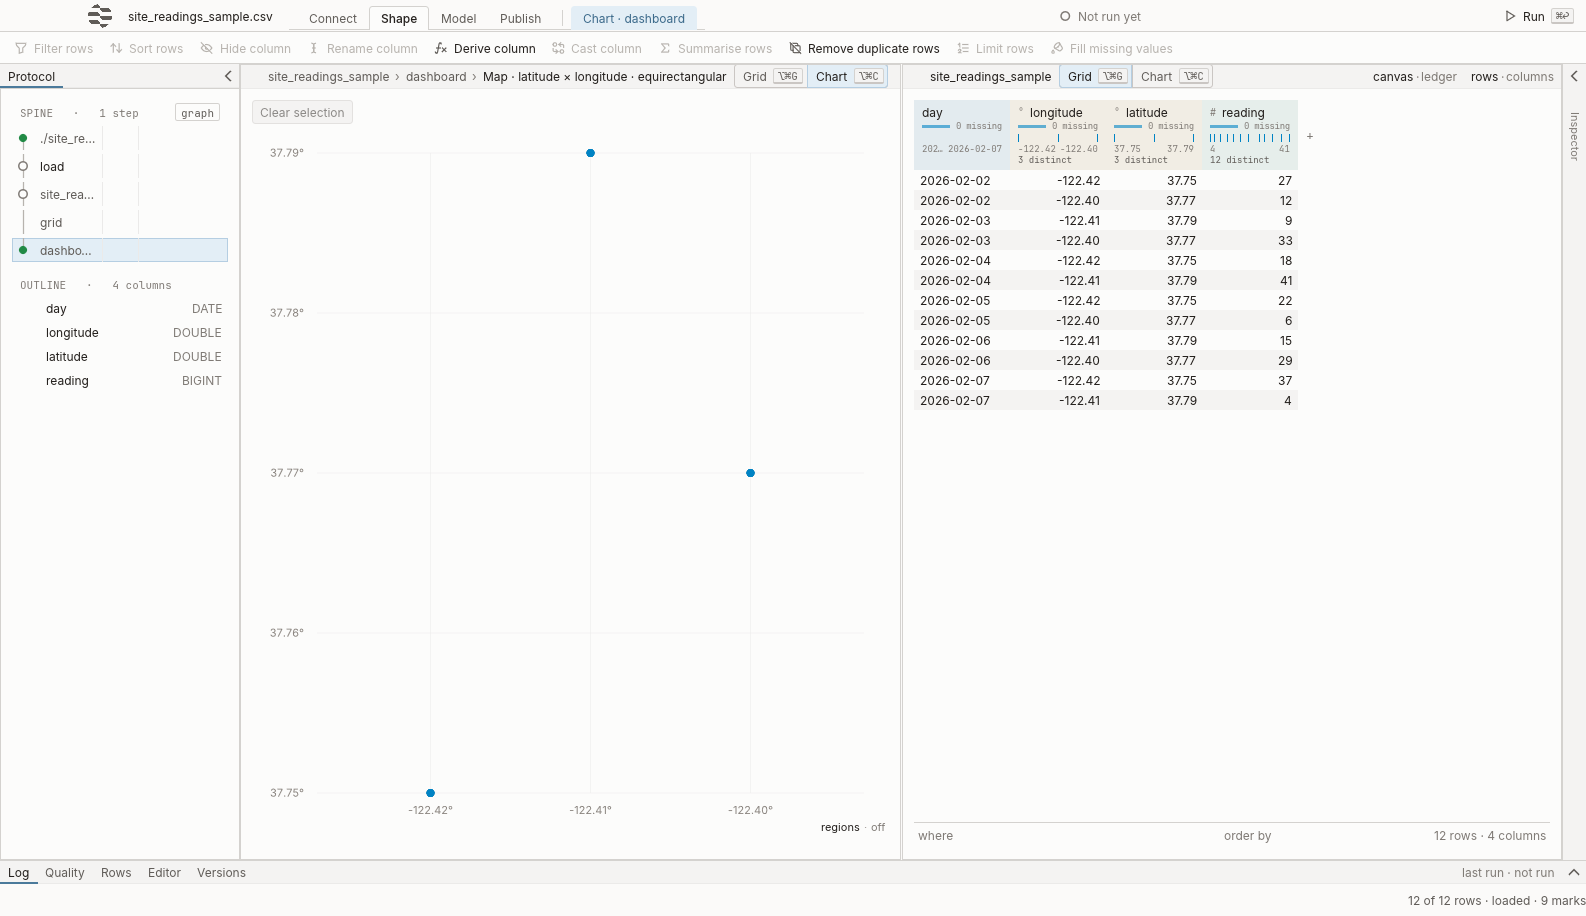 site_readings_sample.csv
Connect
Shape
Model
Publish
Chart · dashboard
Not run yet
Run
Filter rows
Sort rows
Hide column
Rename column
Derive column
Cast column
Summarise rows
Remove duplicate rows
Limit rows
Fill missing values
Protocol
SPINE · 1 step
graph
./site_re...
load
site_rea...
grid
dashbo...
OUTLINE · 4 columns
day DATE
longitude DOUBLE
latitude DOUBLE
reading BIGINT
site_readings_sample › dashboard › Map · latitude × longitude · equirectangular
Grid ⌥⌘G
Chart ⌥⌘C
Clear selection
37.79°
37.78°
37.77°
37.76°
37.75°
-122.42° -122.41° -122.40°
regions · off
site_readings_sample
Grid ⌥⌘G
Chart ⌥⌘C
canvas · ledger
rows · columns
day ° longitude ° latitude # reading
0 missing 0 missing 0 missing 0 missing
+
202… 2026-02-07 -122.42 -122.40 37.75 37.79 4 41
3 distinct 3 distinct 12 distinct
2026-02-02 -122.42 37.75 27
2026-02-02 -122.40 37.77 12
2026-02-03 -122.41 37.79 9
2026-02-03 -122.40 37.77 33
2026-02-04 -122.42 37.75 18
2026-02-04 -122.41 37.79 41
2026-02-05 -122.42 37.75 22
2026-02-05 -122.40 37.77 6
2026-02-06 -122.41 37.79 15
2026-02-06 -122.40 37.77 29
2026-02-07 -122.42 37.75 37
2026-02-07 -122.41 37.79 4
where
order by
12 rows · 4 columns
Inspector
Log
Quality
Rows
Editor
Versions
last run · not run
12 of 12 rows · loaded · 9 marks